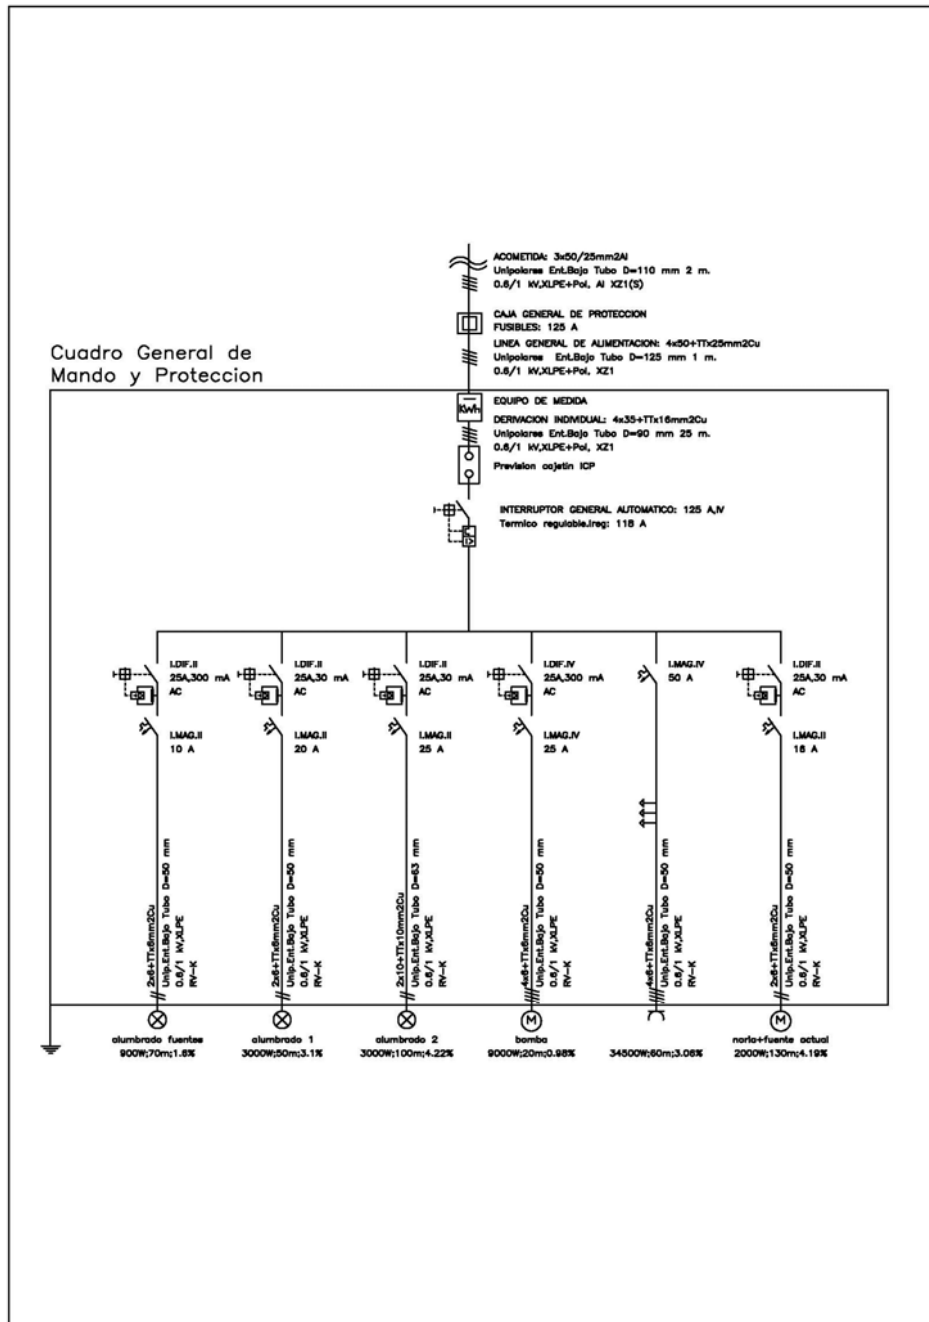 ACOMETIDA: 3x50/25mm2Al
Unipolares Ent.Bajo Tubo D=110 mm 2 m.
0.6/1 kV,XLPE+Pol, Al XZ1(S)
CAJA GENERAL DE PROTECCION
FUSIBLES: 125 A
LINEA GENERAL DE ALIMENTACION: 4x50+TTx25mm2Cu
Unipolares Ent.Bajo Tubo D=125 mm 1 m.
0.6/1 kV,XLPE+Pol, XZ1
Cuadro General de
Mando y Proteccion
EQUIPO DE MEDIDA
KWh
DERIVACION INDIVIDUAL: 4x35+TTx16mm2Cu
Unipolares Ent.Bajo Tubo D=90 mm 25 m.
0.6/1 kV,XLPE+Pol, XZ1
Prevision cajetin ICP
INTERRUPTOR GENERAL AUTOMATICO: 125 A,IV
Termico regulable.Ireg: 118 A
I.DIF.II
25A,300 mA
AC
I.MAG.II
10 A
2x6+TTx6mm2Cu
Unip.Ent.Bajo Tubo D=50 mm
0.6/1 kV,XLPE
RV-K
alumbrado fuentes
900W;70m;1.6%
I.DIF.II
25A,30 mA
AC
I.MAG.II
20 A
2x6+TTx6mm2Cu
Unip.Ent.Bajo Tubo D=50 mm
0.6/1 kV,XLPE
RV-K
alumbrado 1
3000W;50m;3.1%
I.DIF.II
25A,30 mA
AC
I.MAG.II
25 A
2x10+TTx10mm2Cu
Unip.Ent.Bajo Tubo D=63 mm
0.6/1 kV,XLPE
RV-K
alumbrado 2
3000W;100m;4.22%
I.DIF.IV
25A,300 mA
AC
I.MAG.IV
25 A
4x6+TTx6mm2Cu
Unip.Ent.Bajo Tubo D=50 mm
0.6/1 kV,XLPE
RV-K
M
bomba
9000W;20m;0.98%
I.MAG.IV
50 A
4x6+TTx6mm2Cu
Unip.Ent.Bajo Tubo D=50 mm
0.6/1 kV,XLPE
RV-K
34500W;60m;3.06%
I.DIF.II
25A,30 mA
AC
I.MAG.II
16 A
2x6+TTx6mm2Cu
Unip.Ent.Bajo Tubo D=50 mm
0.6/1 kV,XLPE
RV-K
M
noria+fuente actual
2000W;130m;4.19%